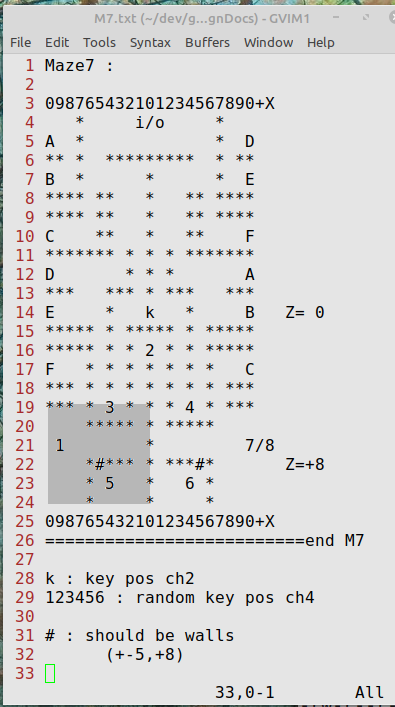 M7.txt (~/dev/g...gnDocs) - GVIM1
File Edit Tools Syntax Buffers Window Help
1 Maze7 :
2
3 098765432101234567890+X
4    *     i/o     *
5 A  *             *  D
6 ** *  *********  * **
7 B  *      *      *  E
8 **** **   *   ** ****
9 **** **   *   ** ****
10 C    **   *   **    F
11 ******* * * * *******
12 D       * * *       A
13 ***   *** * ***   ***
14 E     *   k   *     B   Z= 0
15 ***** * ***** * *****
16 ***** * * 2 * * *****
17 F   * * * * * * *   C
18 *** * * * * * * * ***
19 *** * 3 * * * 4 * ***
20     ***** * *****
21  1        *         7/8
22     *#*** * ***#*       Z=+8
23     * 5   *   6 *
24     *     *     *
25 098765432101234567890+X
26 ==========================end M7
27
28 k : key pos ch2
29 123456 : random key pos ch4
30
31 # : should be walls
32       (+-5,+8)
33
33,0-1 All